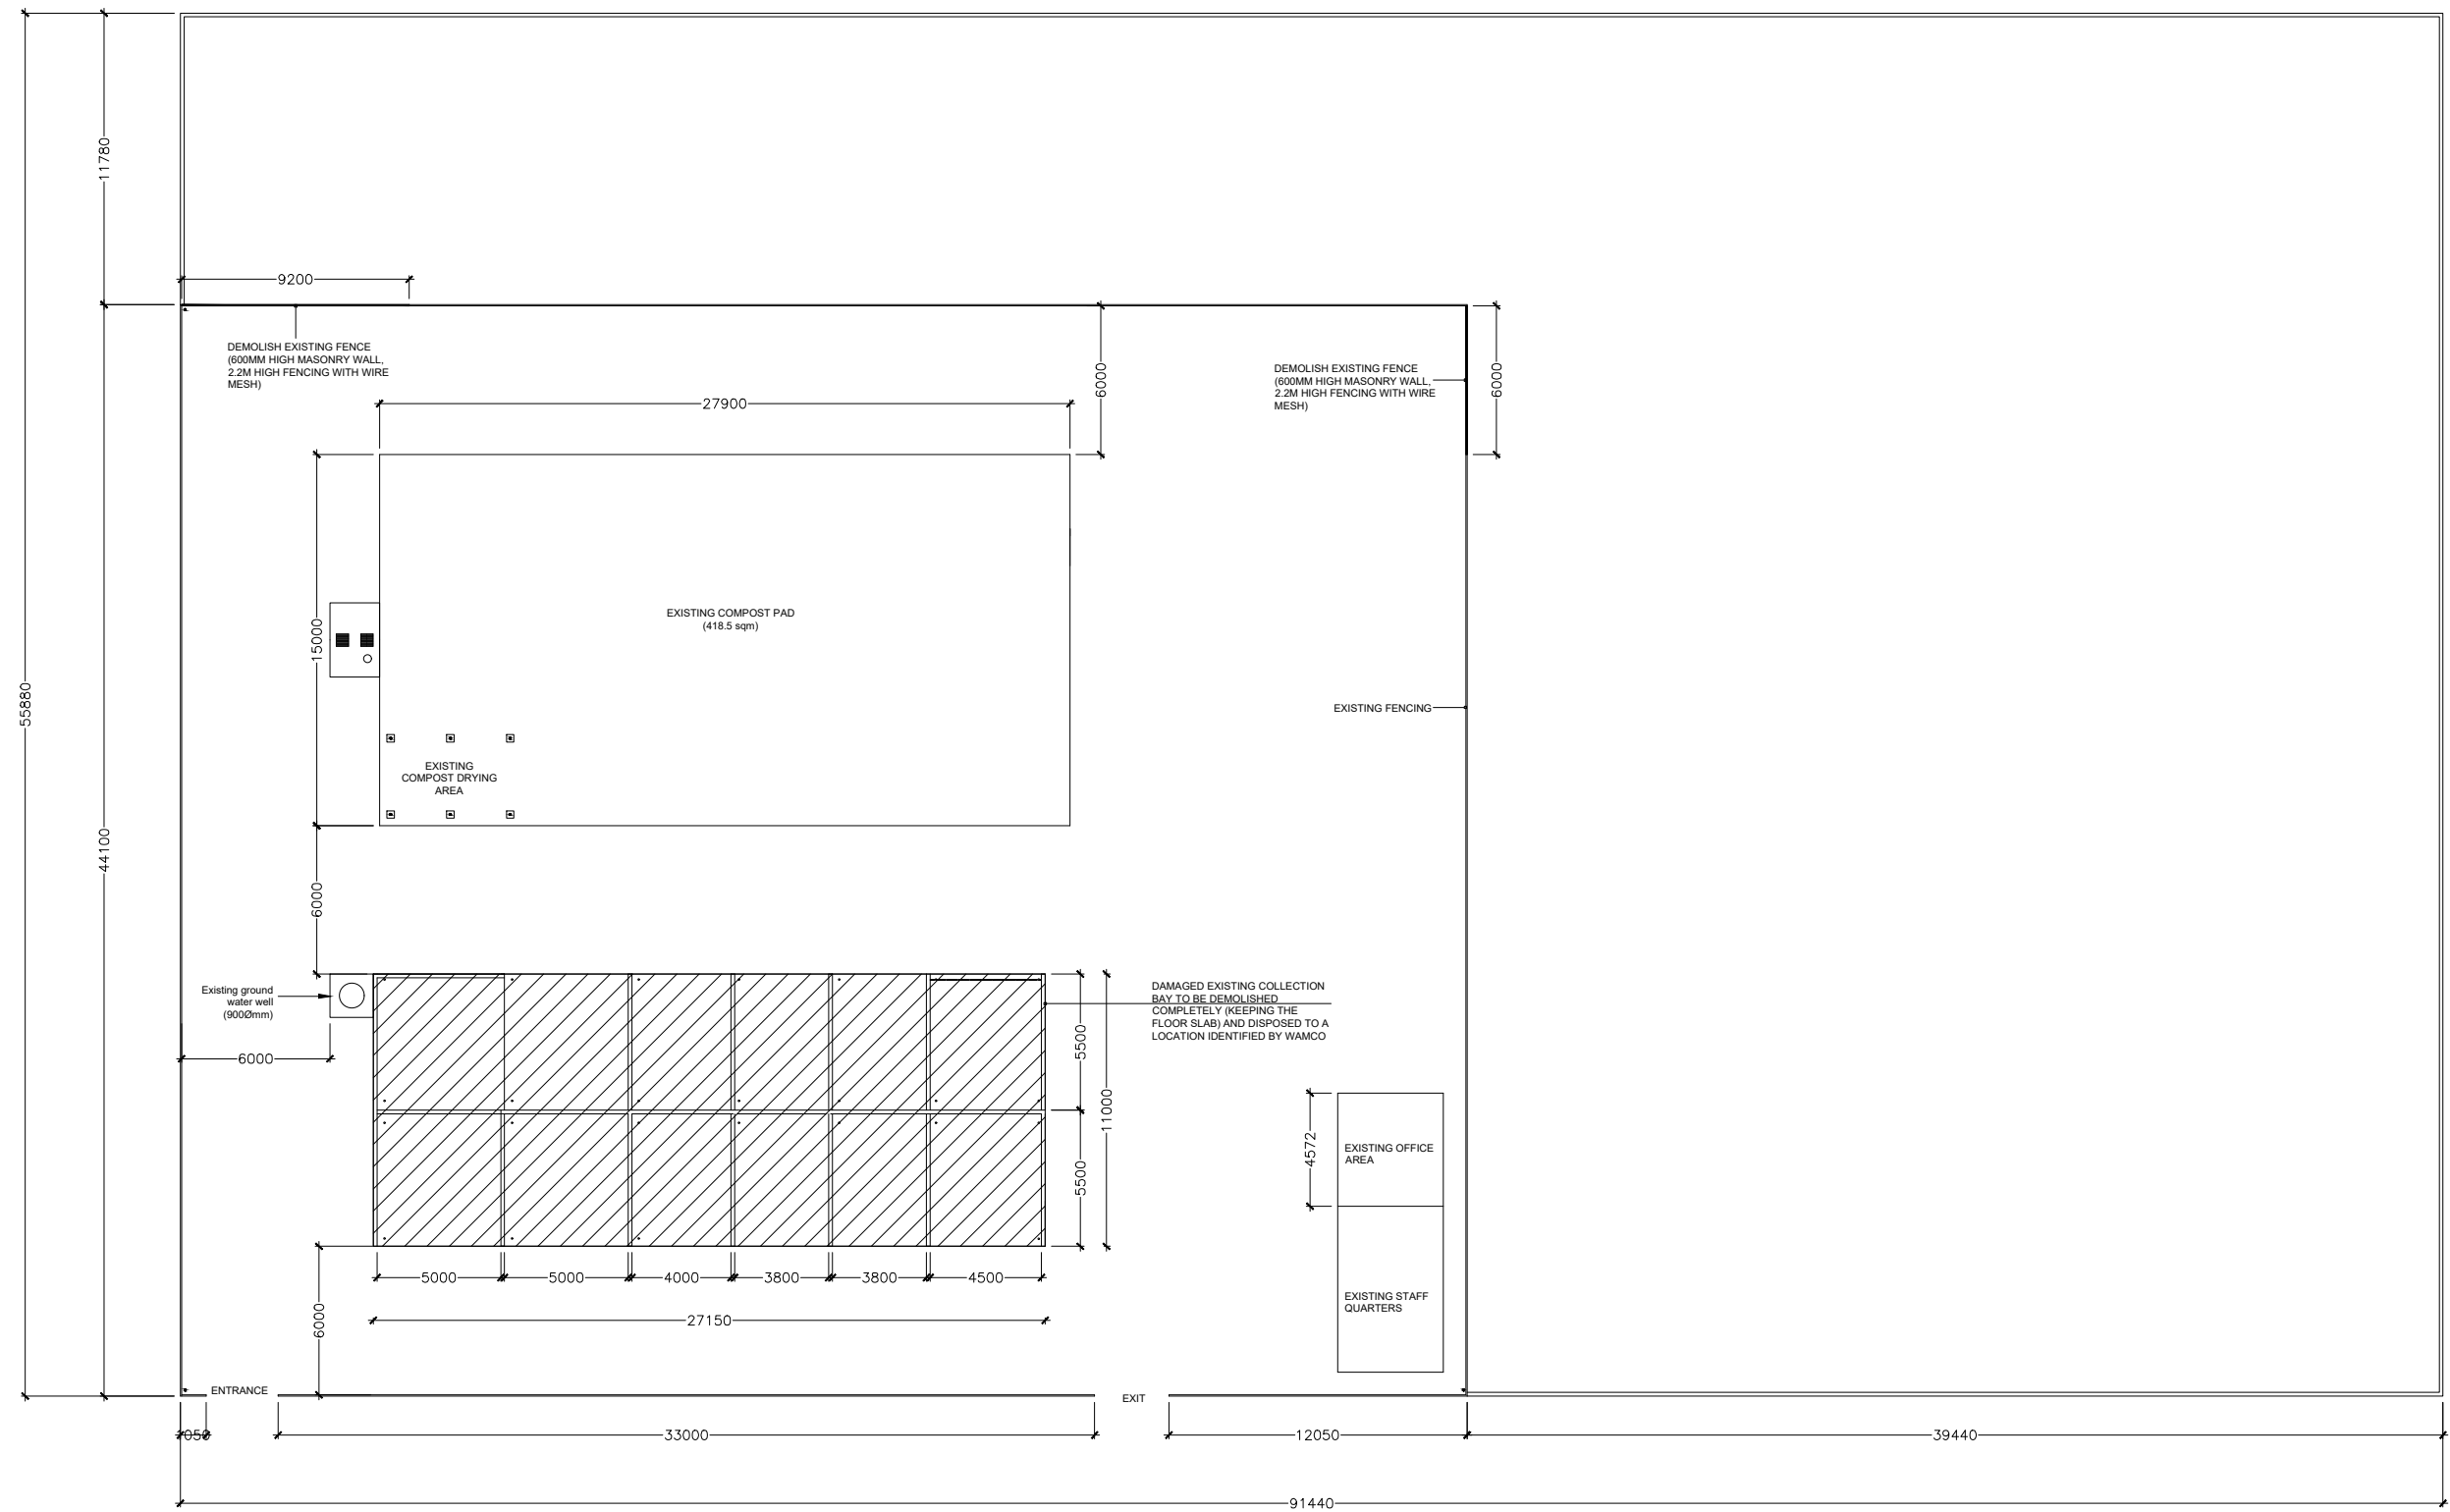 11780
9200
DEMOLISH EXISTING FENCE
(600MM HIGH MASONRY WALL,
2.2M HIGH FENCING WITH WIRE
MESH)
6000
DEMOLISH EXISTING FENCE
(600MM HIGH MASONRY WALL,
2.2M HIGH FENCING WITH WIRE
MESH)
6000
27900
EXISTING COMPOST PAD
(418.5 sqm)
15000
55880
EXISTING FENCING
EXISTING
COMPOST DRYING
AREA
44100
6000
Existing ground
water well
(900Ømm)
6000
DAMAGED EXISTING COLLECTION
BAY TO BE DEMOLISHED
COMPLETELY (KEEPING THE
FLOOR SLAB) AND DISPOSED TO A
LOCATION IDENTIFIED BY WAMCO
5500
11000
5500
4572
EXISTING OFFICE
AREA
EXISTING STAFF
QUARTERS
5000 5000 4000 3800 3800 4500
6000
27150
ENTRANCE
EXIT
1050 33000 12050 39440
91440